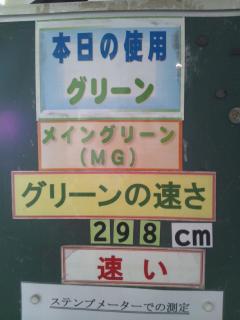 本日の使用
グリーン
メイングリーン
（MG）
グリーンの速さ
298 cm
速い
ステンプメーターでの測定